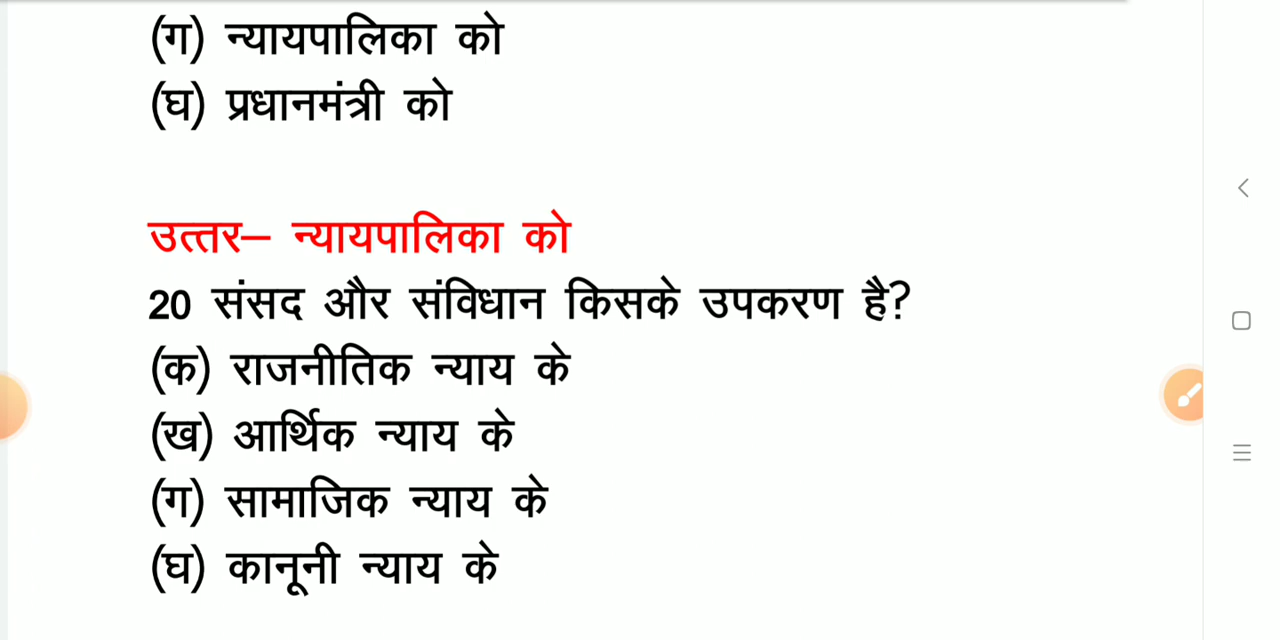 (ग) न्यायपालिका को
(घ) प्रधानमंत्री को
उत्तर– न्यायपालिका को
20 संसद और संविधान किसके उपकरण है?
(क) राजनीतिक न्याय के
(ख) आर्थिक न्याय के
(ग) सामाजिक न्याय के
(घ) कानूनी न्याय के